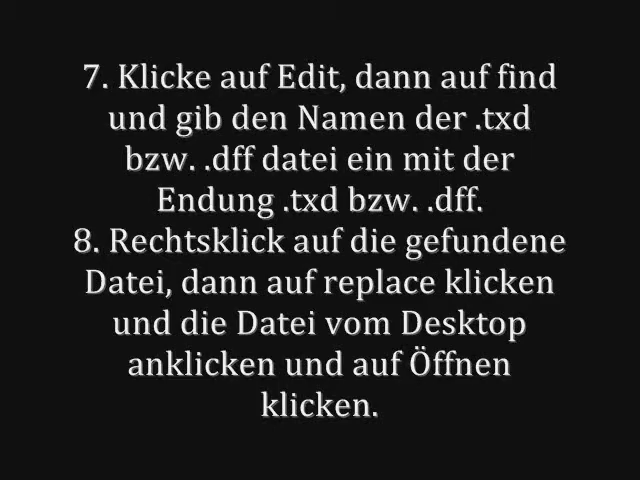 7. Klicke auf Edit, dann auf find
und gib den Namen der .txd
bzw. .dff datei ein mit der
Endung .txd bzw. .dff.
8. Rechtsklick auf die gefundene
Datei, dann auf replace klicken
und die Datei vom Desktop
anklicken und auf Öffnen
klicken.